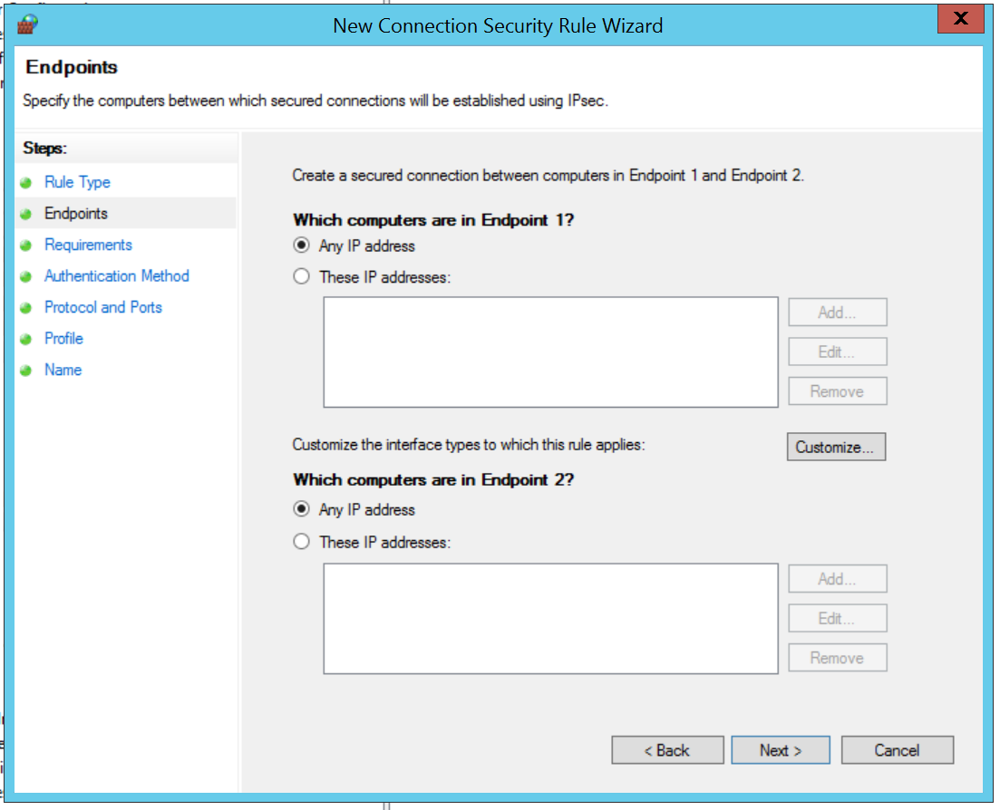 New Connection Security Rule Wizard
X
Endpoints
Specify the computers between which secured connections will be established using IPsec.
Steps:
Rule Type
Endpoints
Requirements
Authentication Method
Protocol and Ports
Profile
Name
Create a secured connection between computers in Endpoint 1 and Endpoint 2.
Which computers are in Endpoint 1?
Any IP address
These IP addresses:
Add...
Edit...
Remove
Customize the interface types to which this rule applies:
Customize...
Which computers are in Endpoint 2?
Any IP address
These IP addresses:
Add...
Edit...
Remove
< Back
Next >
Cancel